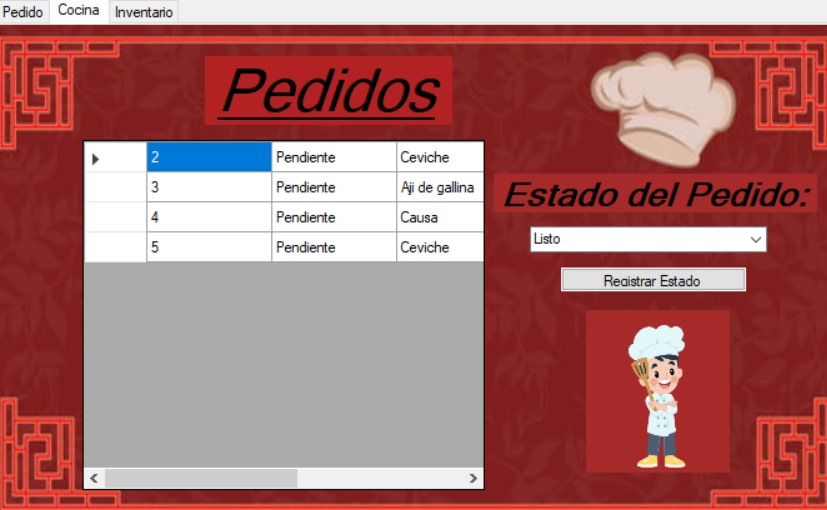 Pedido Cocina Inventario
Pedidos
2 Pendiente Ceviche
3 Pendiente Aji de gallina
4 Pendiente Causa
5 Pendiente Ceviche
Estado del Pedido:
Listo
Registrar Estado